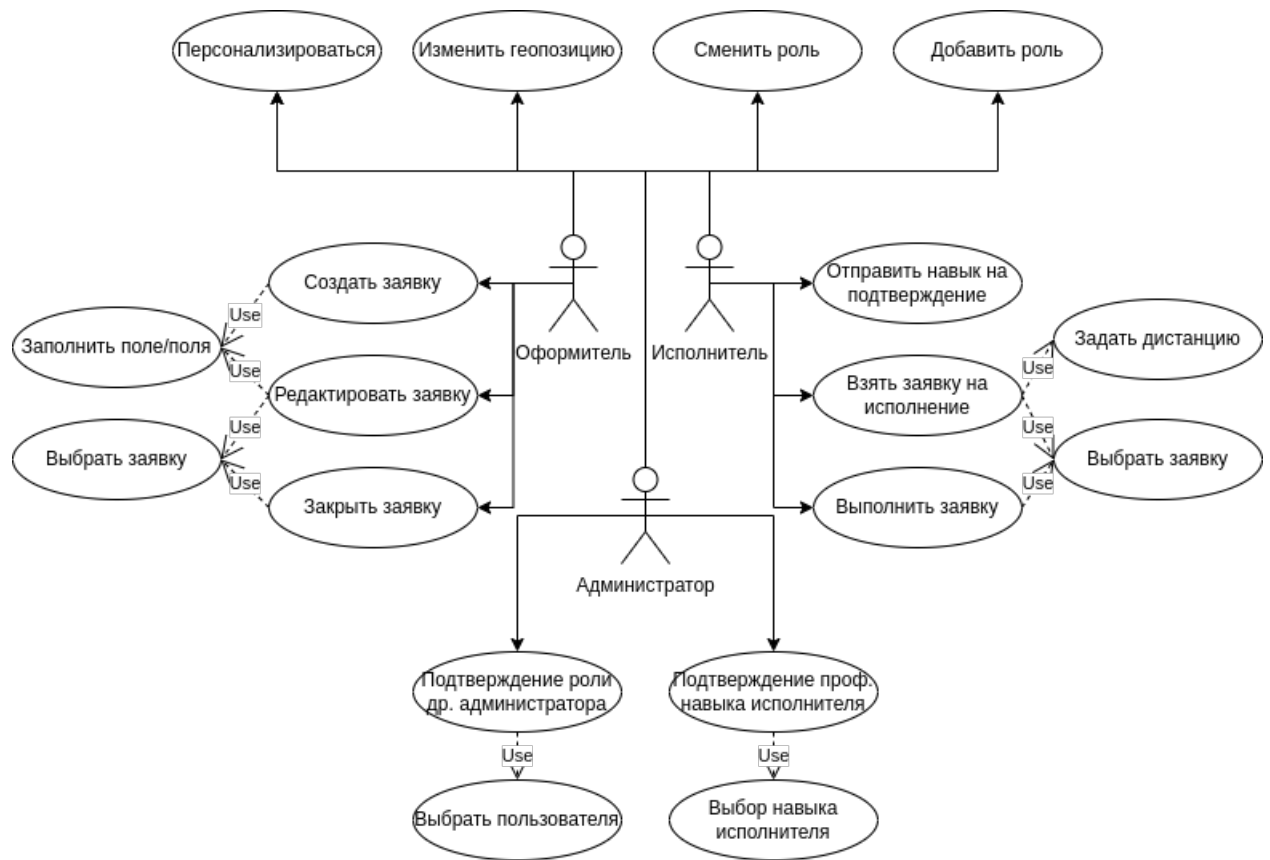 Персонализироваться
Изменить геопозицию
Сменить роль
Добавить роль
Создать заявку
Отправить навык на
подтверждение
Use
Заполнить поле/поля
Оформитель
Исполнитель
Задать дистанцию
Use
Use
Редактировать заявку
Взять заявку на
исполнение
Use
Use
Выбрать заявку
Выбрать заявку
Use
Use
Закрыть заявку
Выполнить заявку
Администратор
Подтверждение роли
др. администратора
Подтверждение проф.
навыка исполнителя
Use
Use
Выбрать пользователя
Выбор навыка
исполнителя